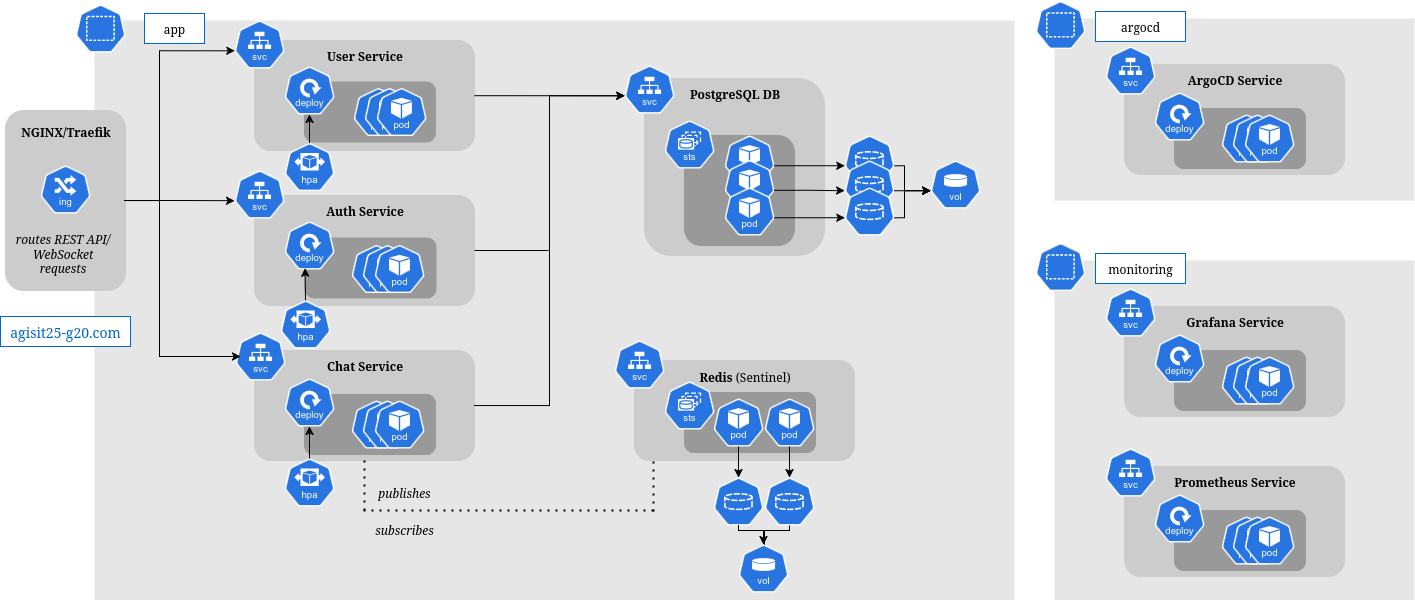 app
svc
User Service
deploy
pod
hpa
NGINX/Traefik
ing
routes REST API/
WebSocket
requests
agisit25-g20.com
svc
Auth Service
deploy
pod
hpa
svc
Chat Service
deploy
pod
hpa
publishes
subscribes
svc
PostgreSQL DB
sts
pod
vol
svc
Redis (Sentinel)
sts
pod
pod
vol
argocd
svc
ArgoCD Service
deploy
pod
monitoring
svc
Grafana Service
deploy
pod
svc
Prometheus Service
deploy
pod